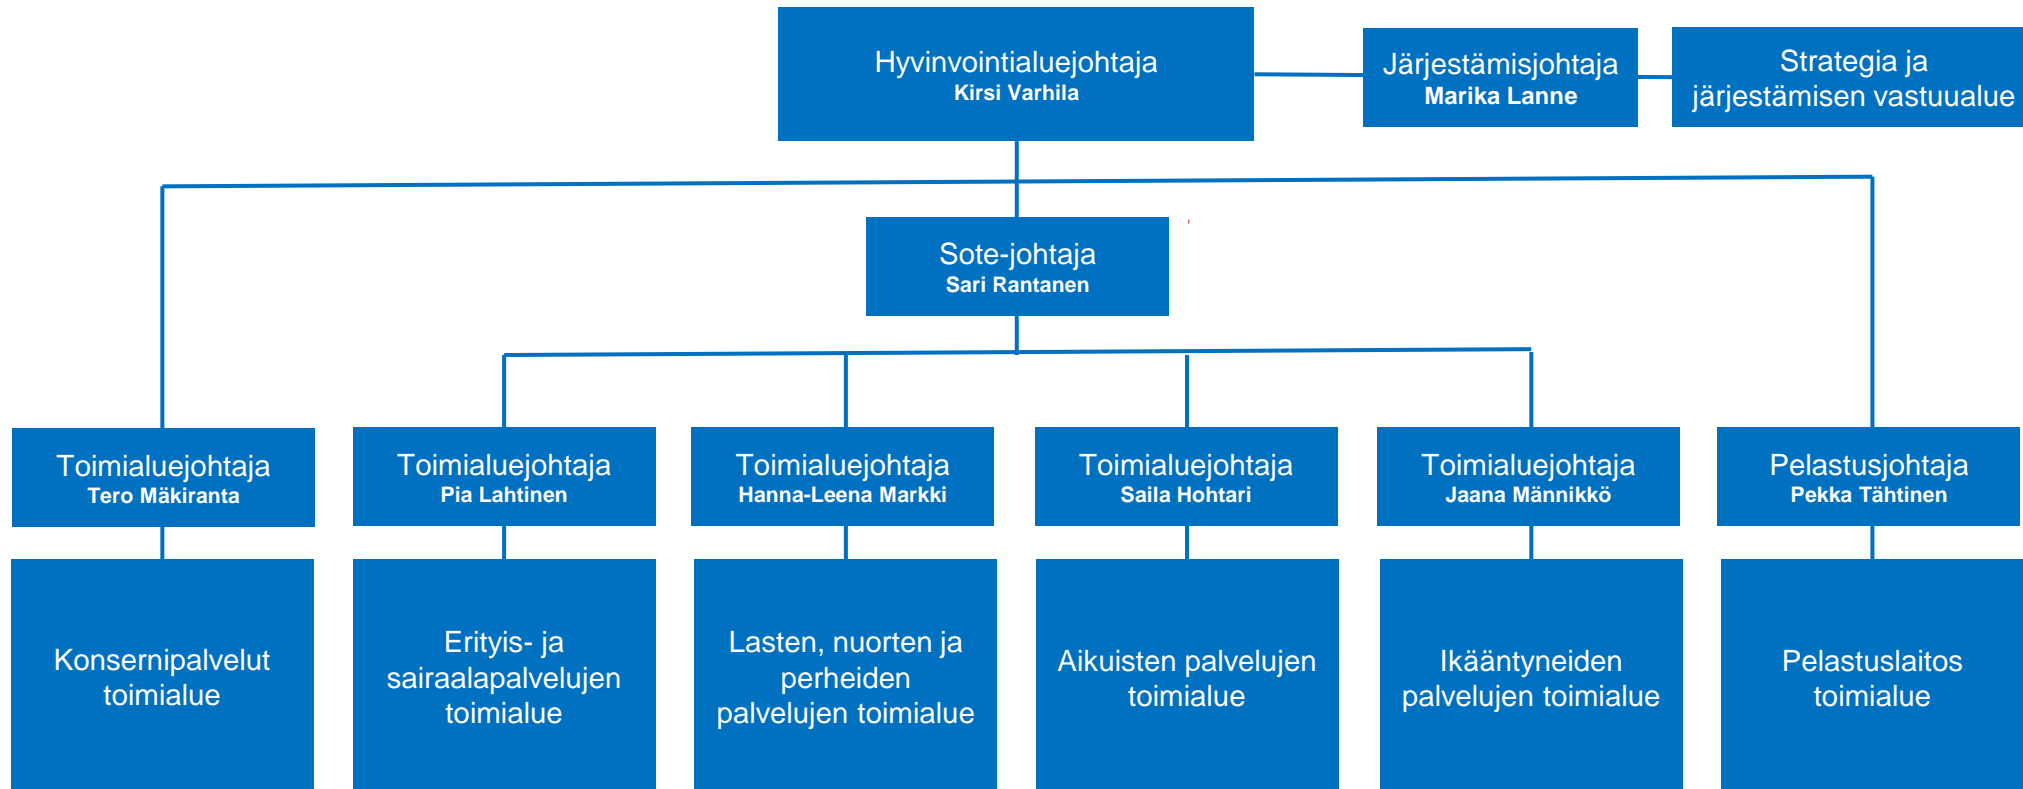 Hyvinvointialuejohtaja
Kirsi Varhila
Järjestämisjohtaja
Marika Lanne
Strategia ja
järjestämisen vastuualue
Sote-johtaja
Sari Rantanen
Toimialuejohtaja
Tero Mäkiranta
Toimialuejohtaja
Pia Lahtinen
Toimialuejohtaja
Hanna-Leena Markki
Toimialuejohtaja
Saila Hohtari
Toimialuejohtaja
Jaana Männikkö
Pelastusjohtaja
Pekka Tähtinen
Konsernipalvelut
toimialue
Erityis- ja
sairaalapalvelujen
toimialue
Lasten, nuorten ja
perheiden
palvelujen toimialue
Aikuisten palvelujen
toimialue
Ikääntyneiden
palvelujen toimialue
Pelastuslaitos
toimialue